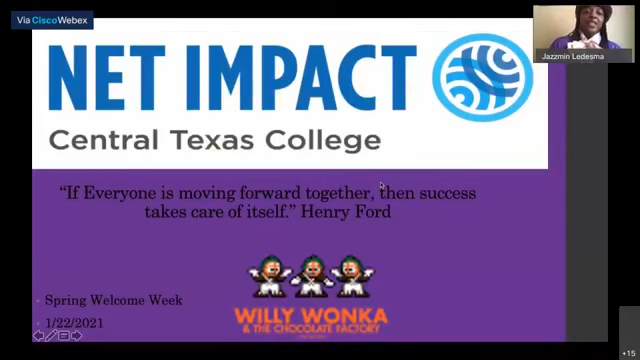 Via Cisco Webex
Jazzmin Ledesma
NET IMPACT
Central Texas College
“If Everyone is moving forward together, then success
takes care of itself.” Henry Ford
Spring Welcome Week
1/22/2021
WILLY WONKA
& THE CHOCOLATE FACTORY
+15